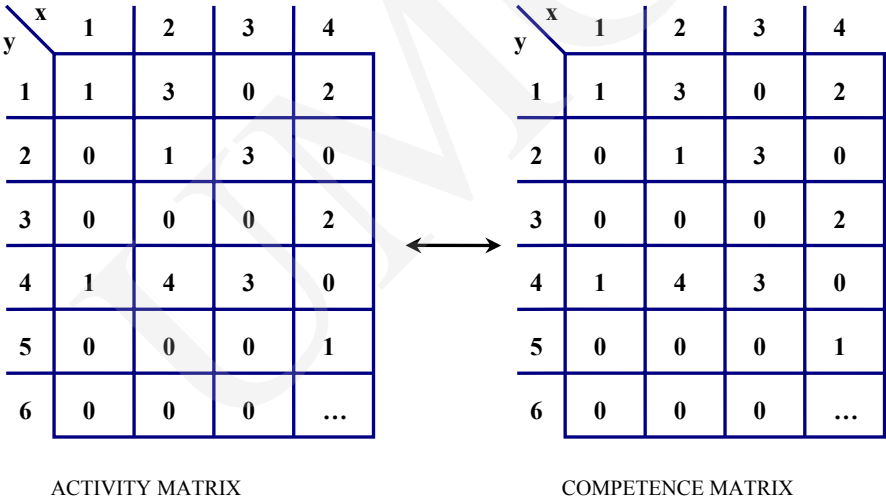 x x
y 1 2 3 4 y 1 2 3 4
1 1 3 0 2 1 1 3 0 2
2 0 1 3 0 2 0 1 3 0
3 0 0 0 2 3 0 0 0 2
4 1 4 3 0 4 1 4 3 0
5 0 0 0 1 5 0 0 0 1
6 0 0 0 … 6 0 0 0 …
ACTIVITY MATRIX COMPETENCE MATRIX